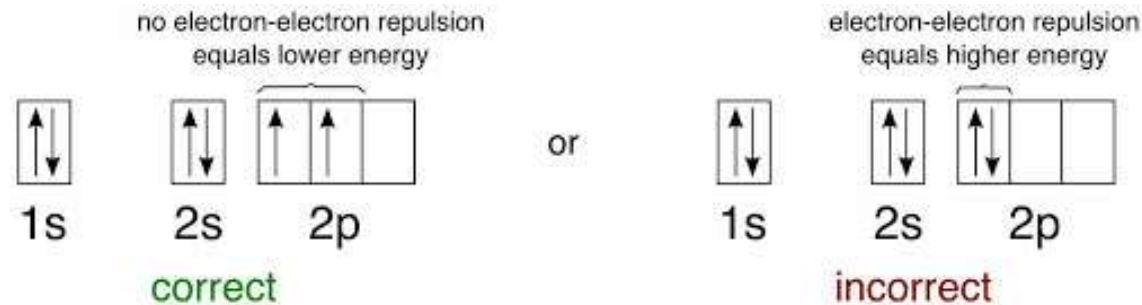 no electron-electron repulsion
equals lower energy
electron-electron repulsion
equals higher energy
or
1s
2s
2p
1s
2s
2p
correct
incorrect